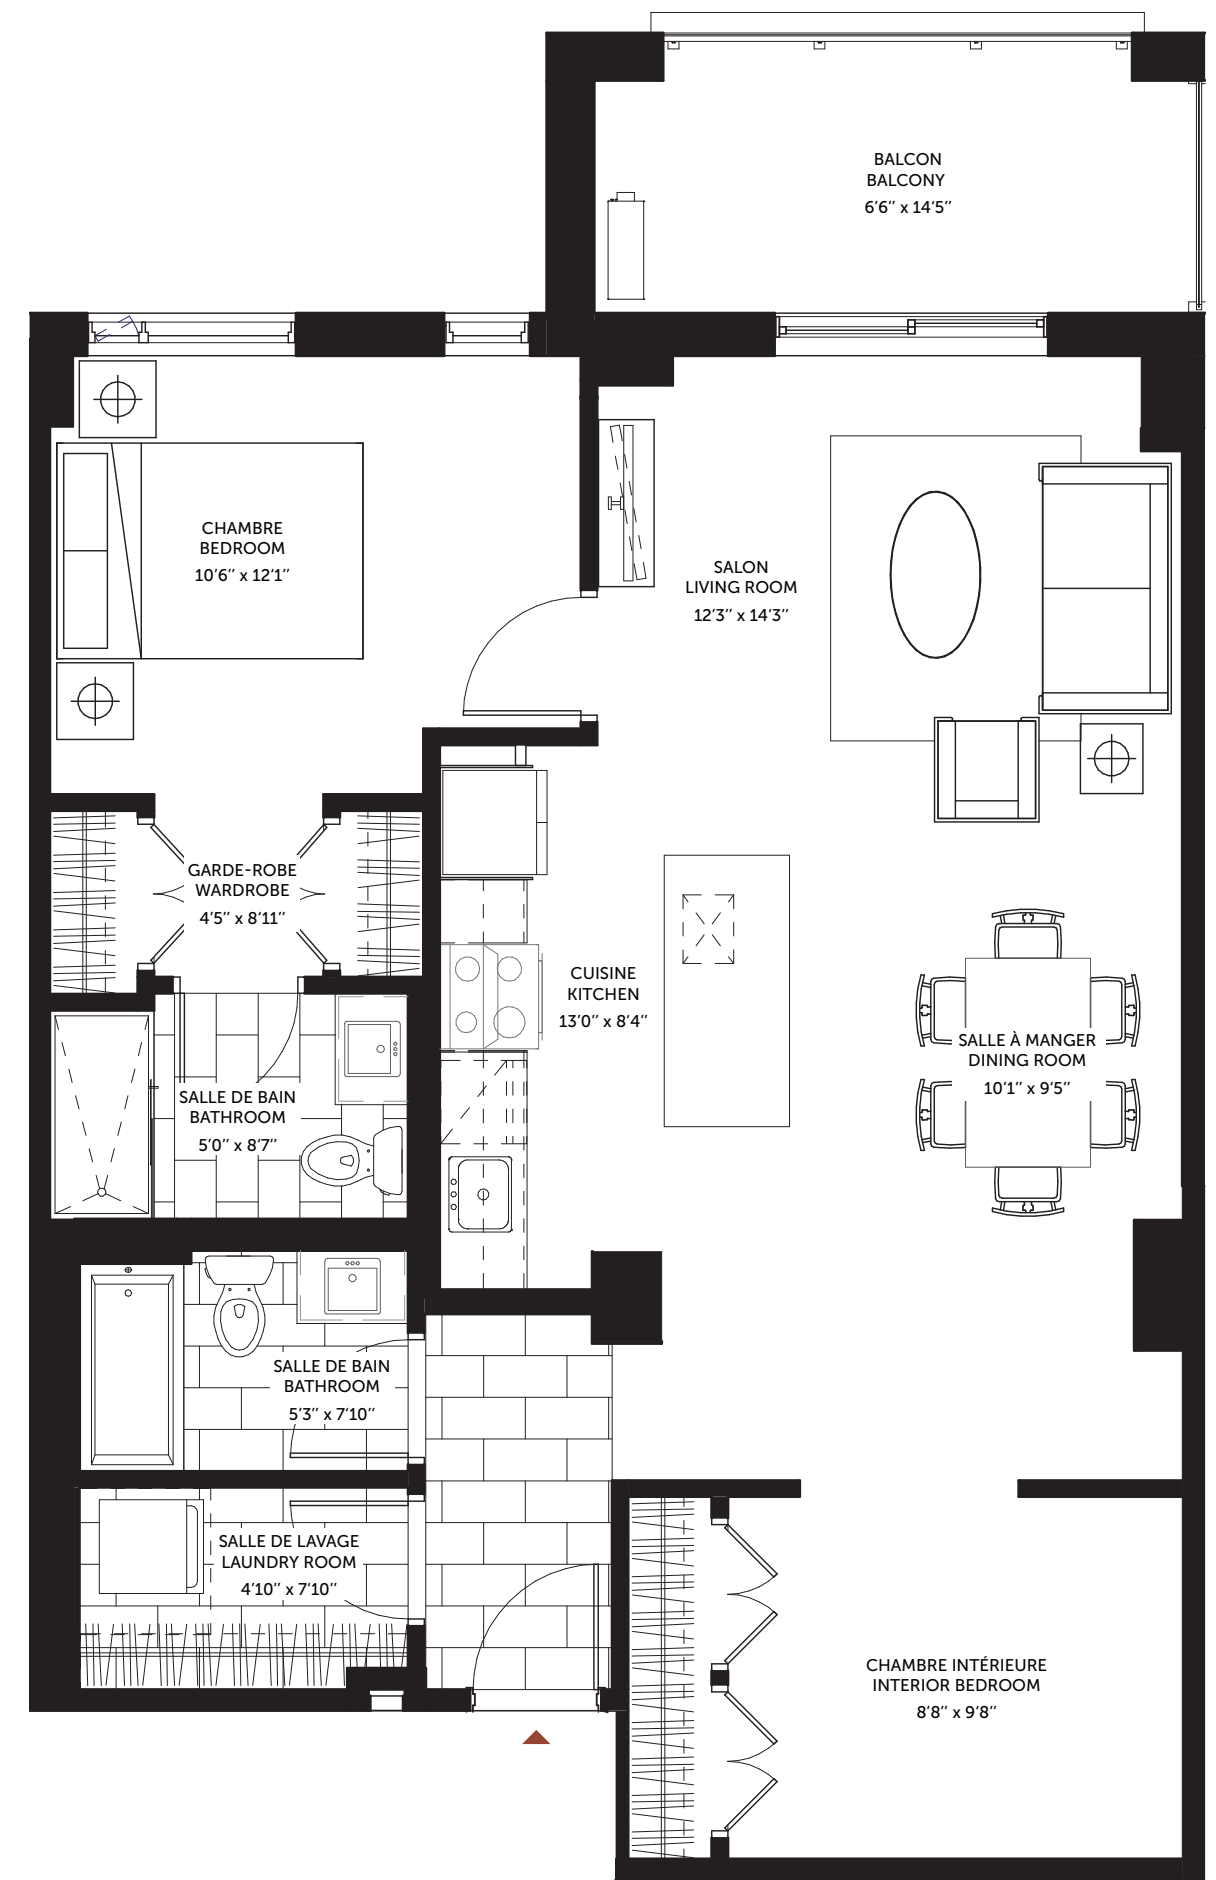 BALCON
BALCONY
6'6'' x 14'5''
CHAMBRE
BEDROOM
10'6'' x 12'1''
SALON
LIVING ROOM
12'3'' x 14'3''
GARDE-ROBE
WARDROBE
4'5'' x 8'11''
CUISINE
KITCHEN
13'0'' x 8'4''
SALLE À MANGER
DINING ROOM
10'1'' x 9'5''
SALLE DE BAIN
BATHROOM
5'0'' x 8'7''
SALLE DE BAIN
BATHROOM
5'3'' x 7'10''
SALLE DE LAVAGE
LAUNDRY ROOM
4'10'' x 7'10''
CHAMBRE INTÉRIEURE
INTERIOR BEDROOM
8'8'' x 9'8''